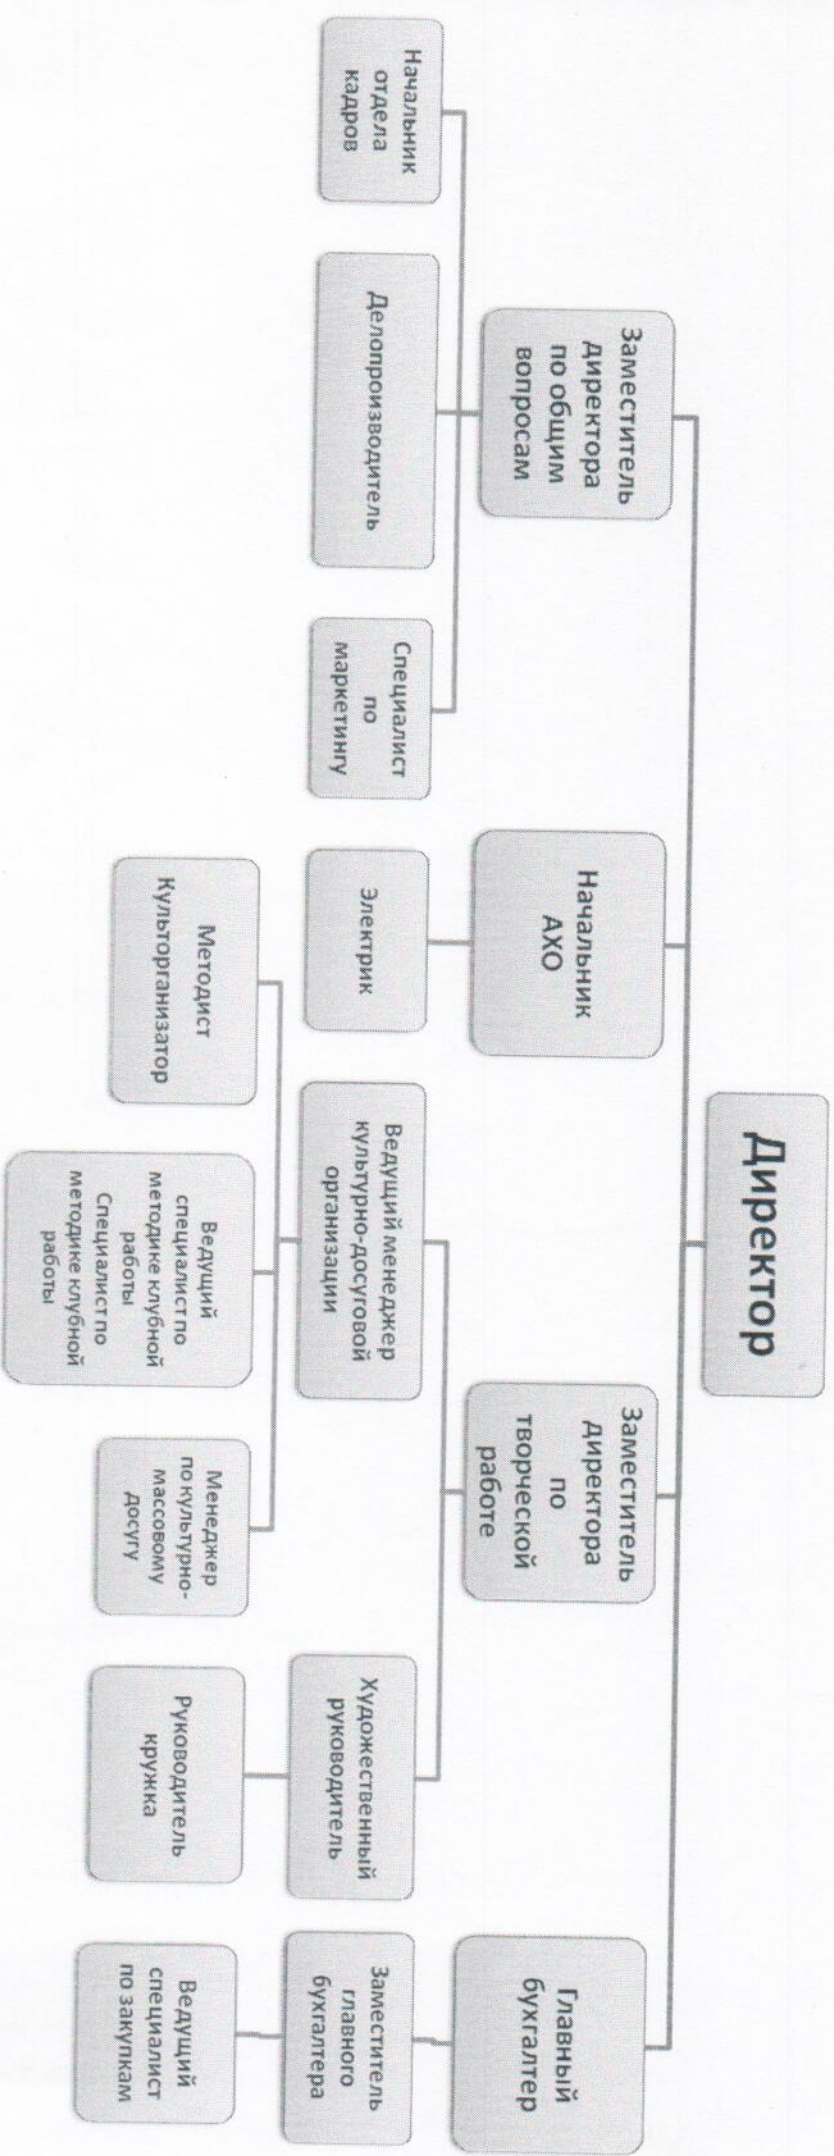 Директор
Заместитель
директора
по общим
вопросам
Начальник
АХО
Заместитель
директора
по
творческой
работе
Главный
бухгалтер
Начальник
отдела
кадров
Делопроизводитель
Специалист
по
маркетингу
Электрик
Ведущий менеджер
культурно-досуговой
организации
Художественный
руководитель
Заместитель
главного
бухгалтера
Методист
Культорганизатор
Ведущий
специалист по
методике клубной
работы
Специалист по
методике клубной
работы
Менеджер
по культурно-
массовому
досугу
Руководитель
кружка
Ведущий
специалист
по закупкам